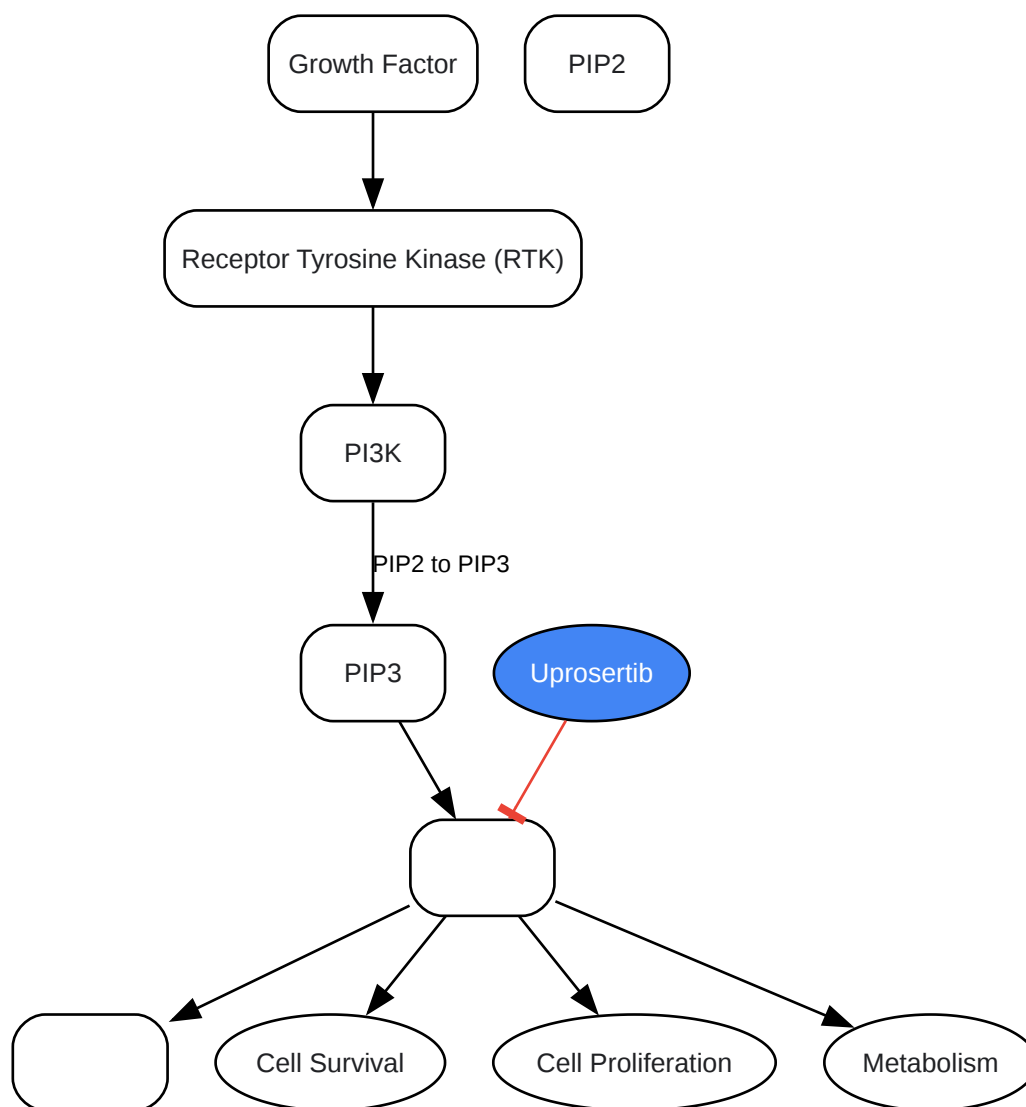 Growth Factor
PIP2
Receptor Tyrosine Kinase (RTK)
PI3K
PIP2 to PIP3
PIP3
Uprosertib
Cell Survival
Cell Proliferation
Metabolism